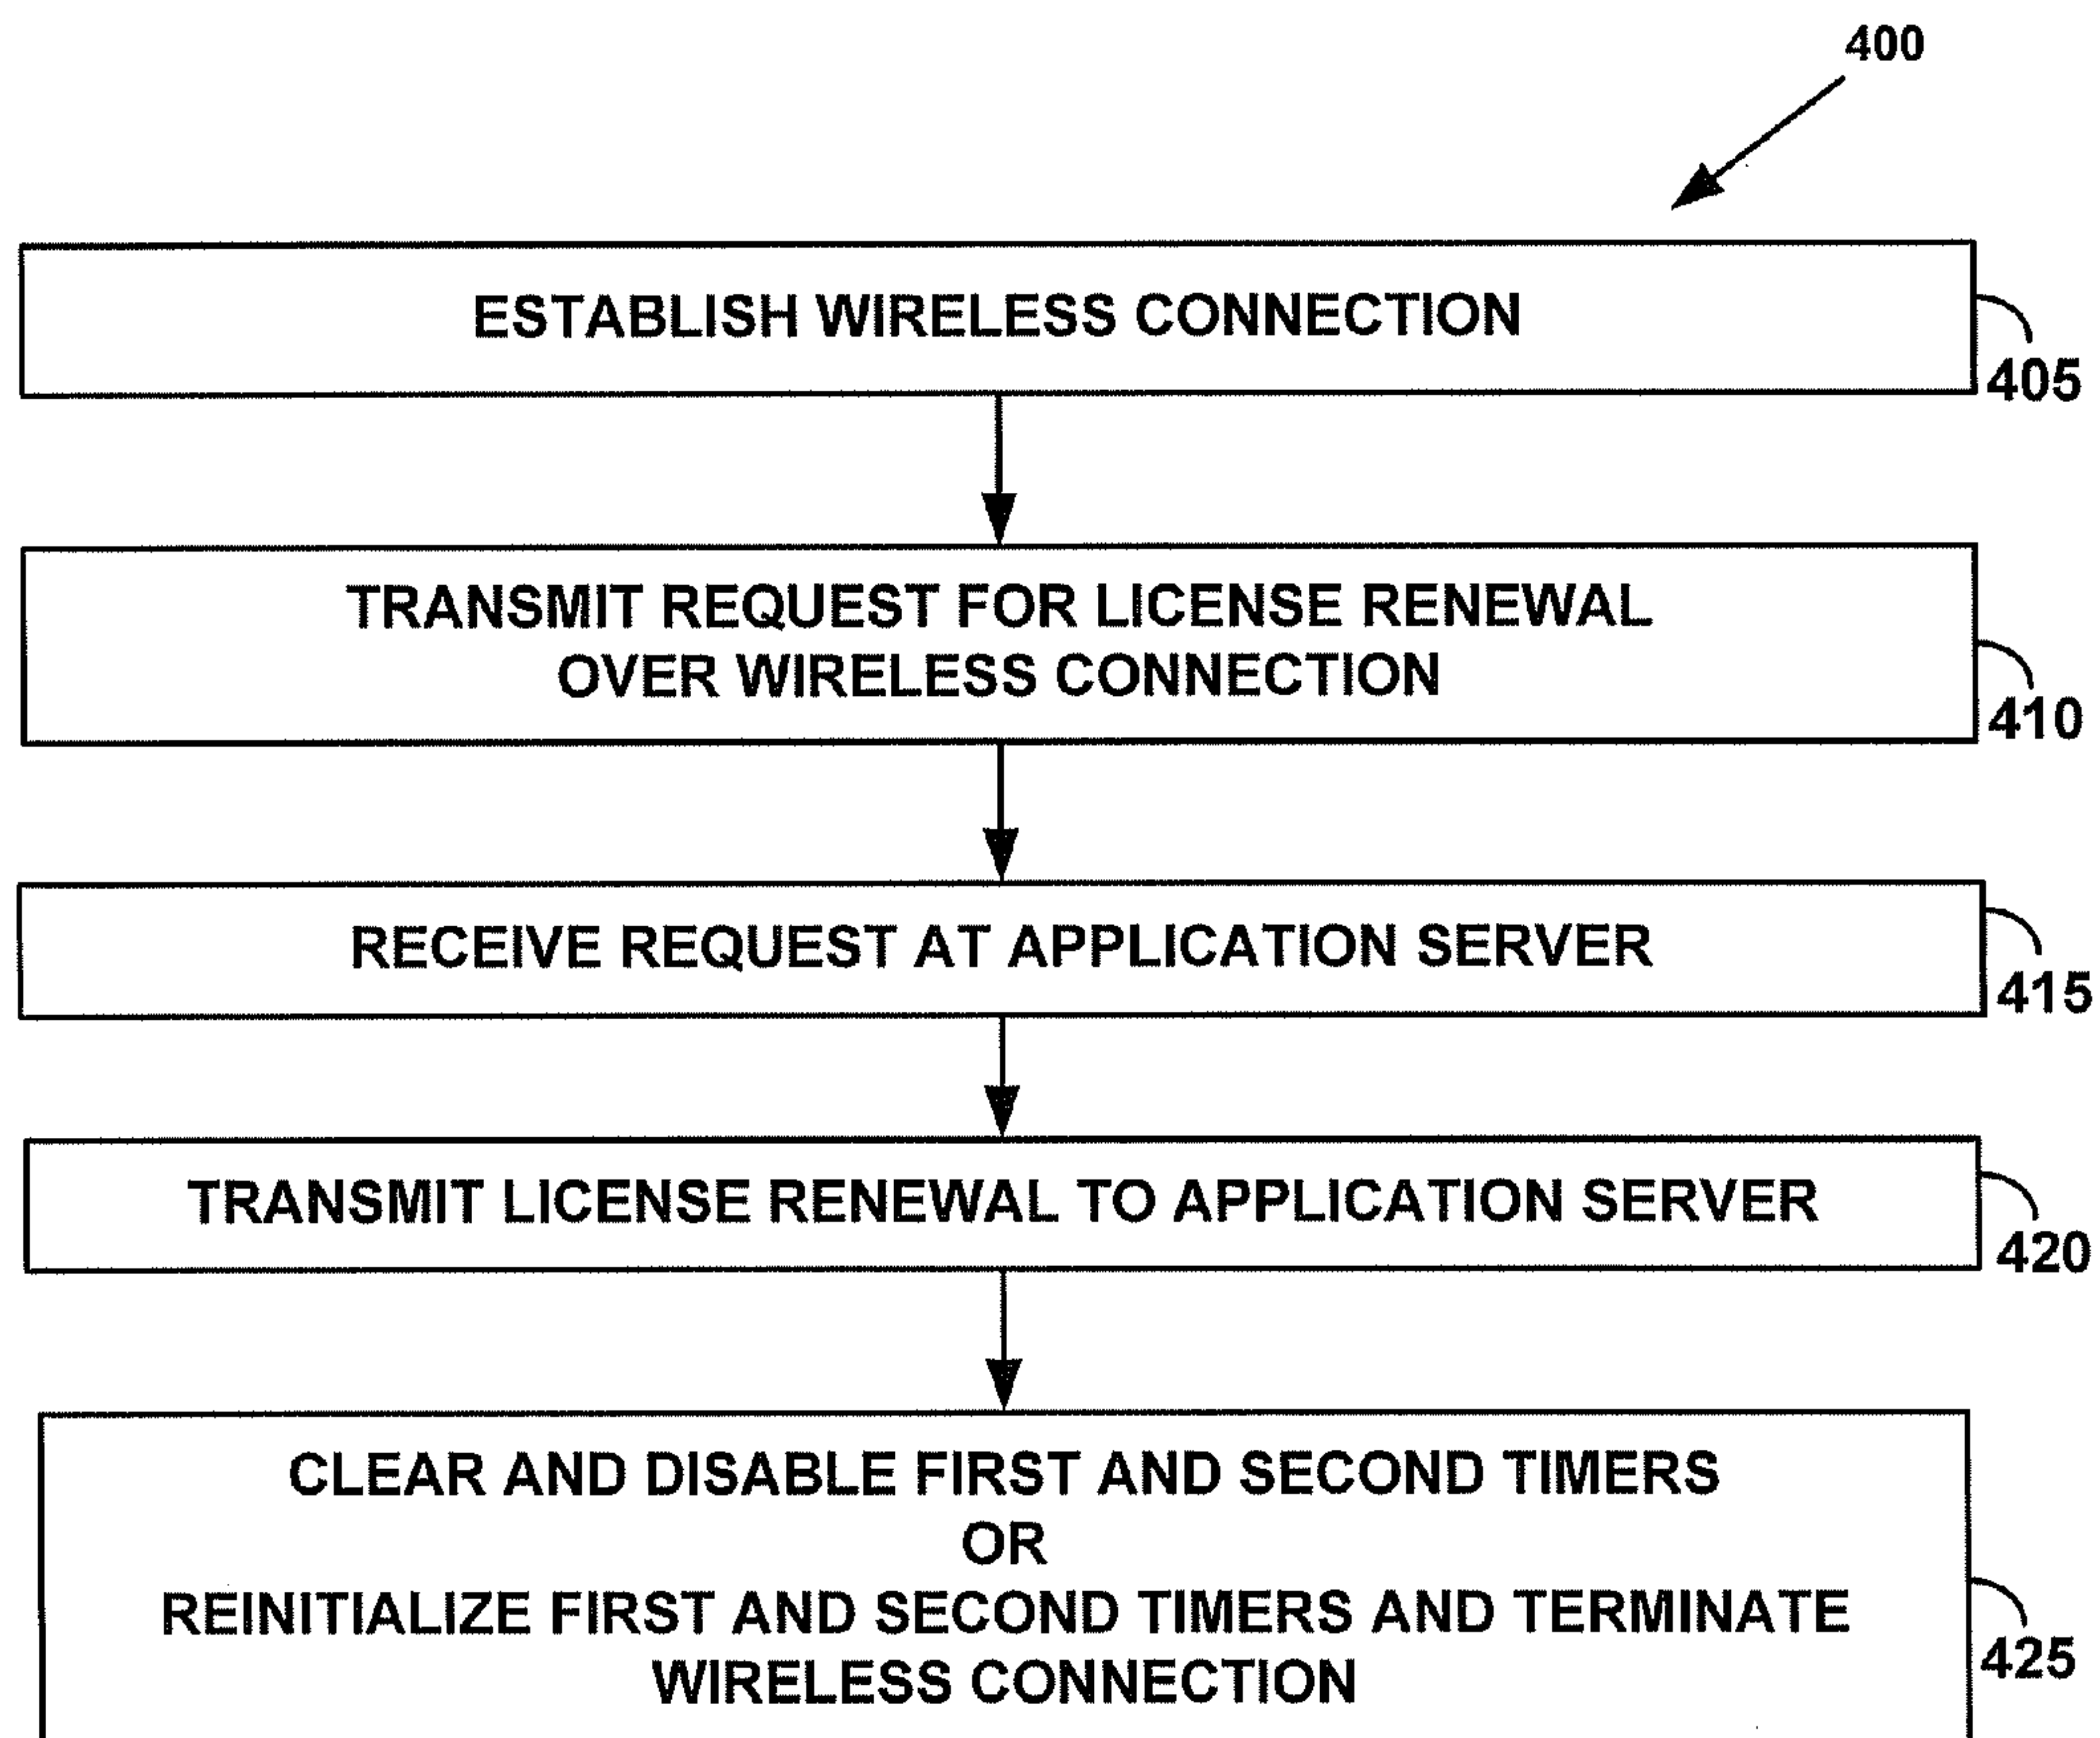 400
ESTABLISH WIRELESS CONNECTION
405
TRANSMIT REQUEST FOR LICENSE RENEWAL
OVER WIRELESS CONNECTION
410
RECEIVE REQUEST AT APPLICATION SERVER
415
TRANSMIT LICENSE RENEWAL TO APPLICATION SERVER
420
CLEAR AND DISABLE FIRST AND SECOND TIMERS
OR
REINITIALIZE FIRST AND SECOND TIMERS AND TERMINATE
WIRELESS CONNECTION
425